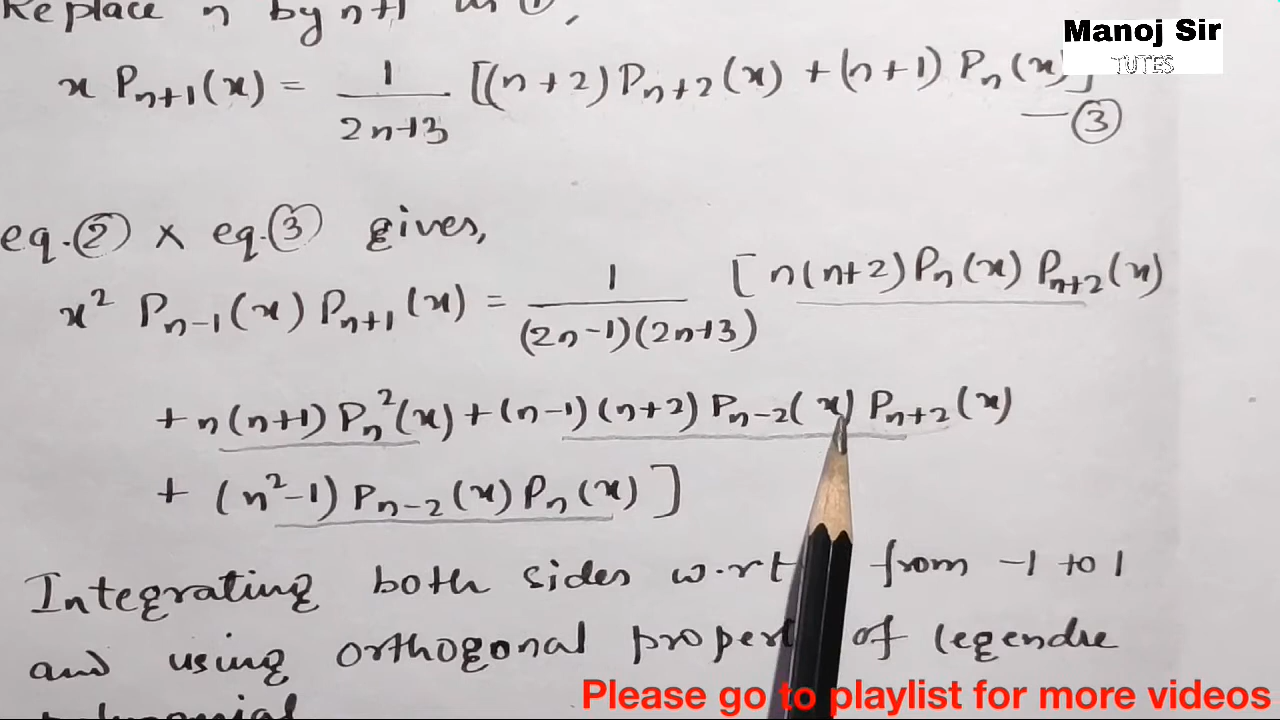 Replace n by n+1 in ①,
Manoj Sir
TUTES
x Pₙ₊₁(x) = 1/(2n+3) [(n+2)Pₙ₊₂(x) + (n+1) Pₙ(x)] — ③
eq.② × eq.③ gives,
x² Pₙ₋₁(x) Pₙ₊₁(x) = 1/((2n-1)(2n+3)) [n(n+2)Pₙ(x) Pₙ₊₂(x)
+ n(n+1) Pₙ²(x) + (n-1)(n+2) Pₙ₋₂(x) Pₙ₊₂(x)
+ (n²-1) Pₙ₋₂(x) Pₙ(x)]
Integrating both sides w.r.t from -1 to 1
and using orthogonal propert of legendre
Please go to playlist for more videos